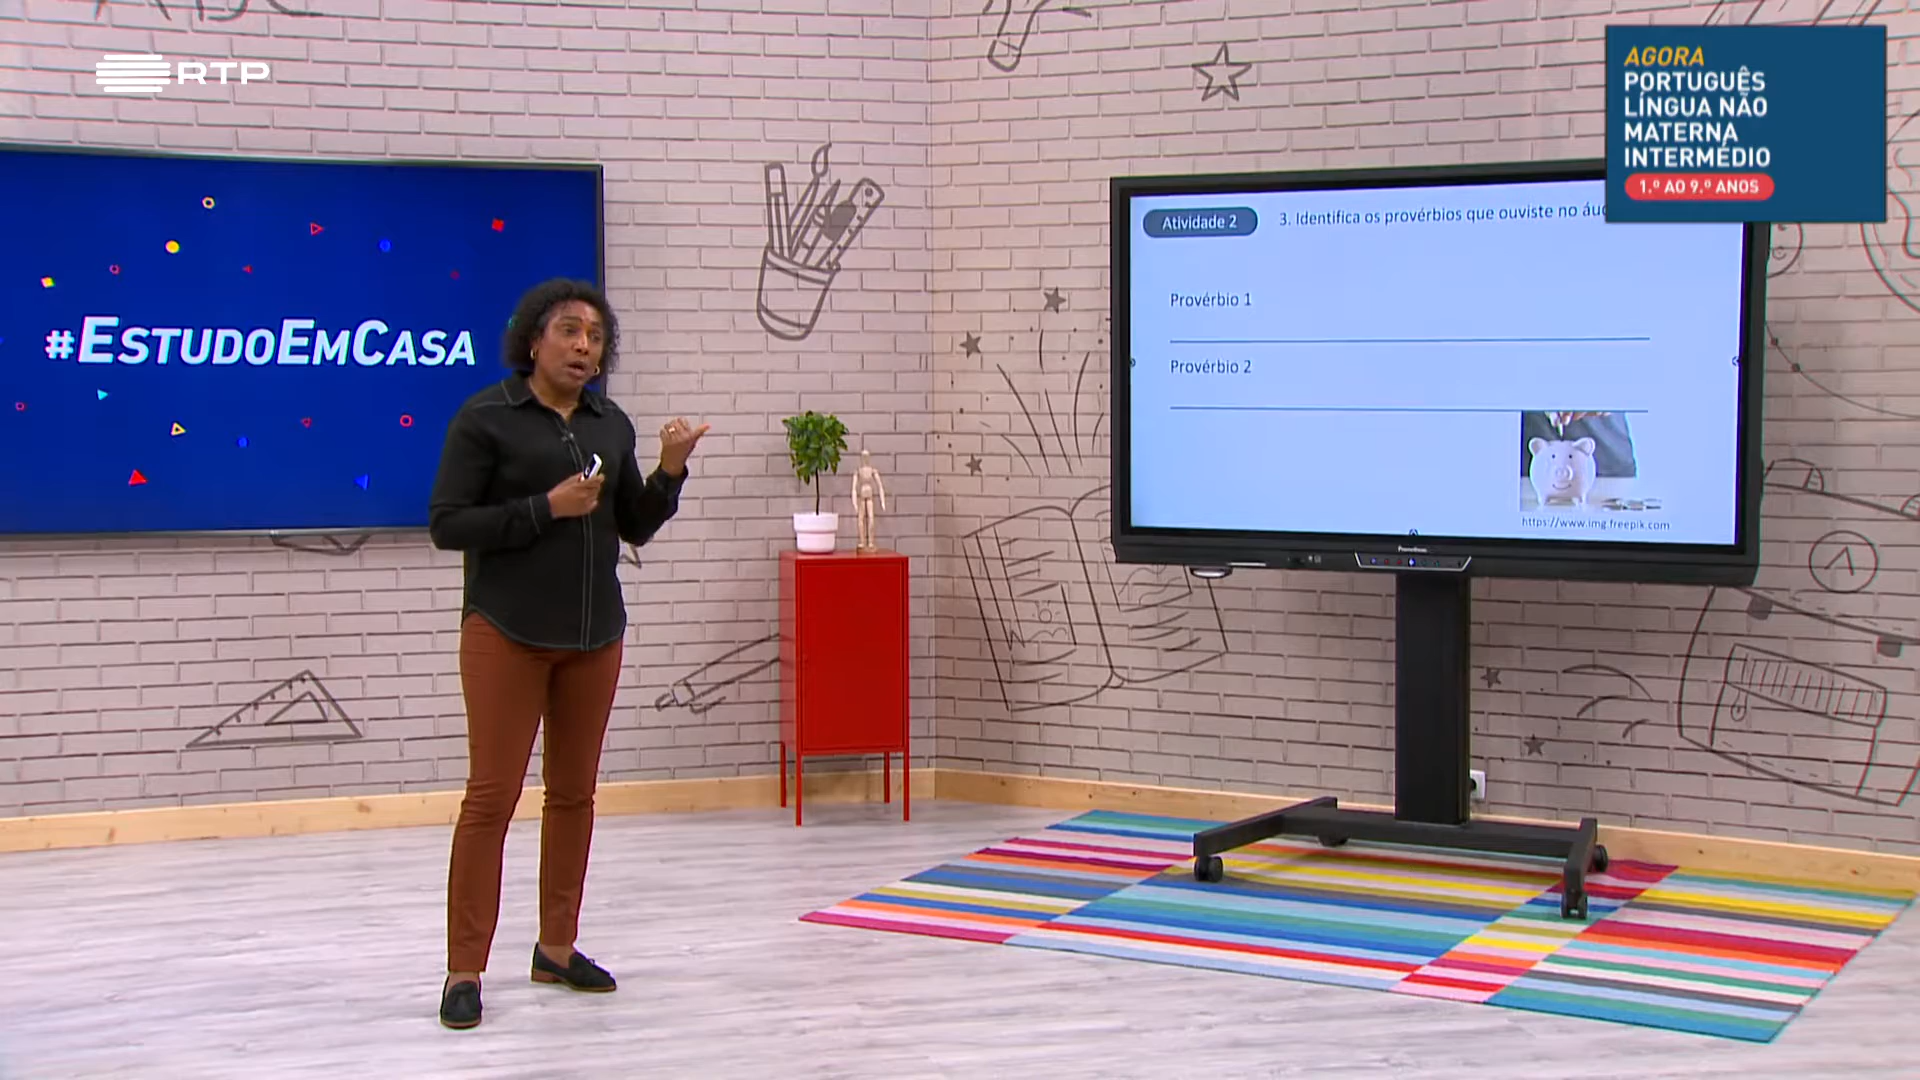 RTP
AGORA
PORTUGUÊS
LÍNGUA NÃO
MATERNA
INTERMÉDIO
1.º AO 9.º ANOS
#ESTUDOEMCASA
Atividade 2
3. Identifica os provérbios que ouviste no
Provérbio 1
Provérbio 2
https://www.img.freepik.com
Promethean